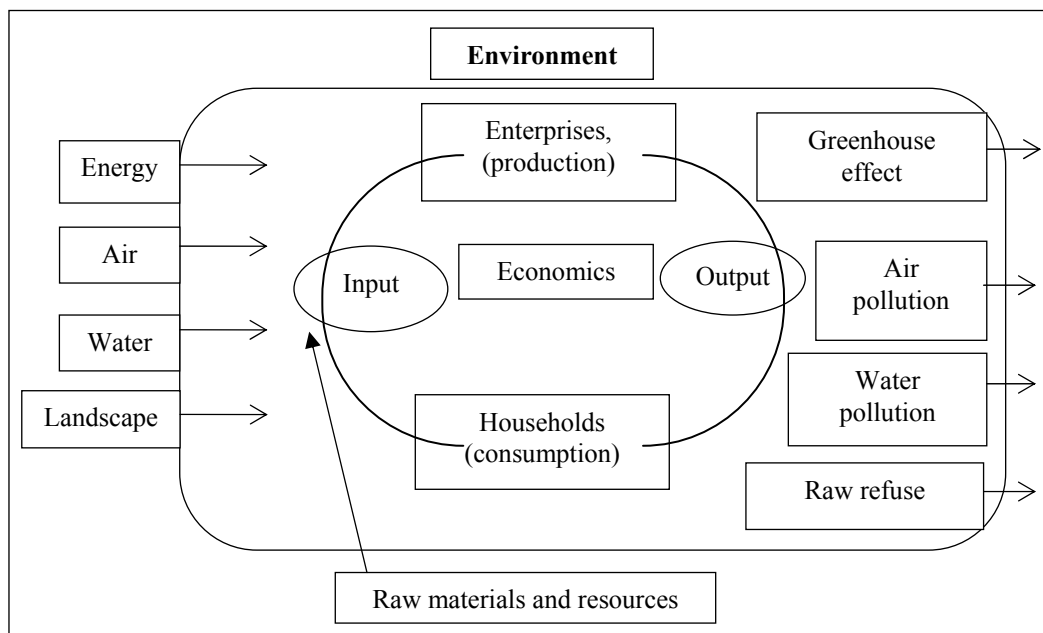 Environment
Enterprises,
(production)
Greenhouse
effect
Energy
Air
Input
Economics
Output
Air
pollution
Water
Water
pollution
Landscape
Households
(consumption)
Raw refuse
Raw materials and resources